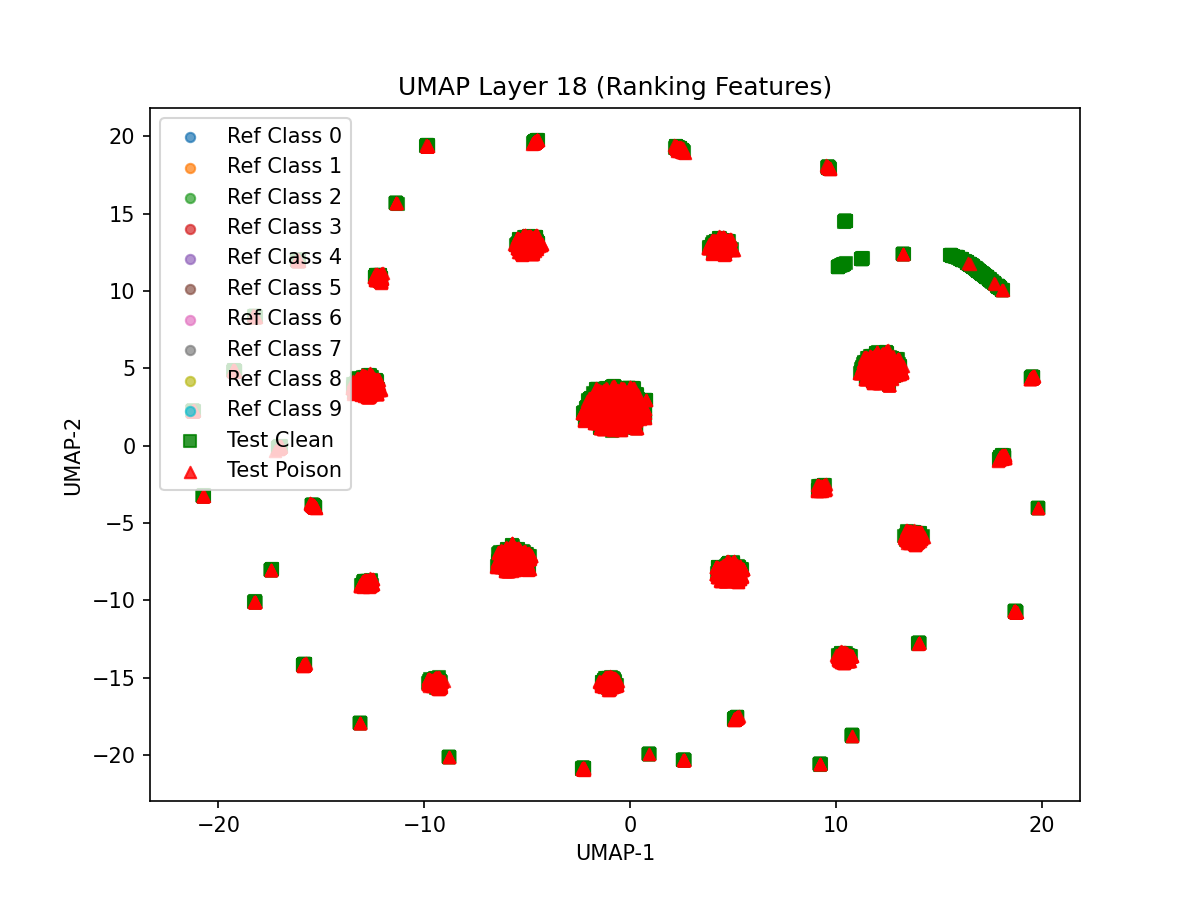 UMAP Layer 18 (Ranking Features)
Ref Class 0
Ref Class 1
Ref Class 2
Ref Class 3
Ref Class 4
Ref Class 5
Ref Class 6
Ref Class 7
Ref Class 8
Ref Class 9
Test Clean
Test Poison
20
15
10
5
0
−5
−10
−15
−20
UMAP-2
−20
−10
0
10
20
UMAP-1